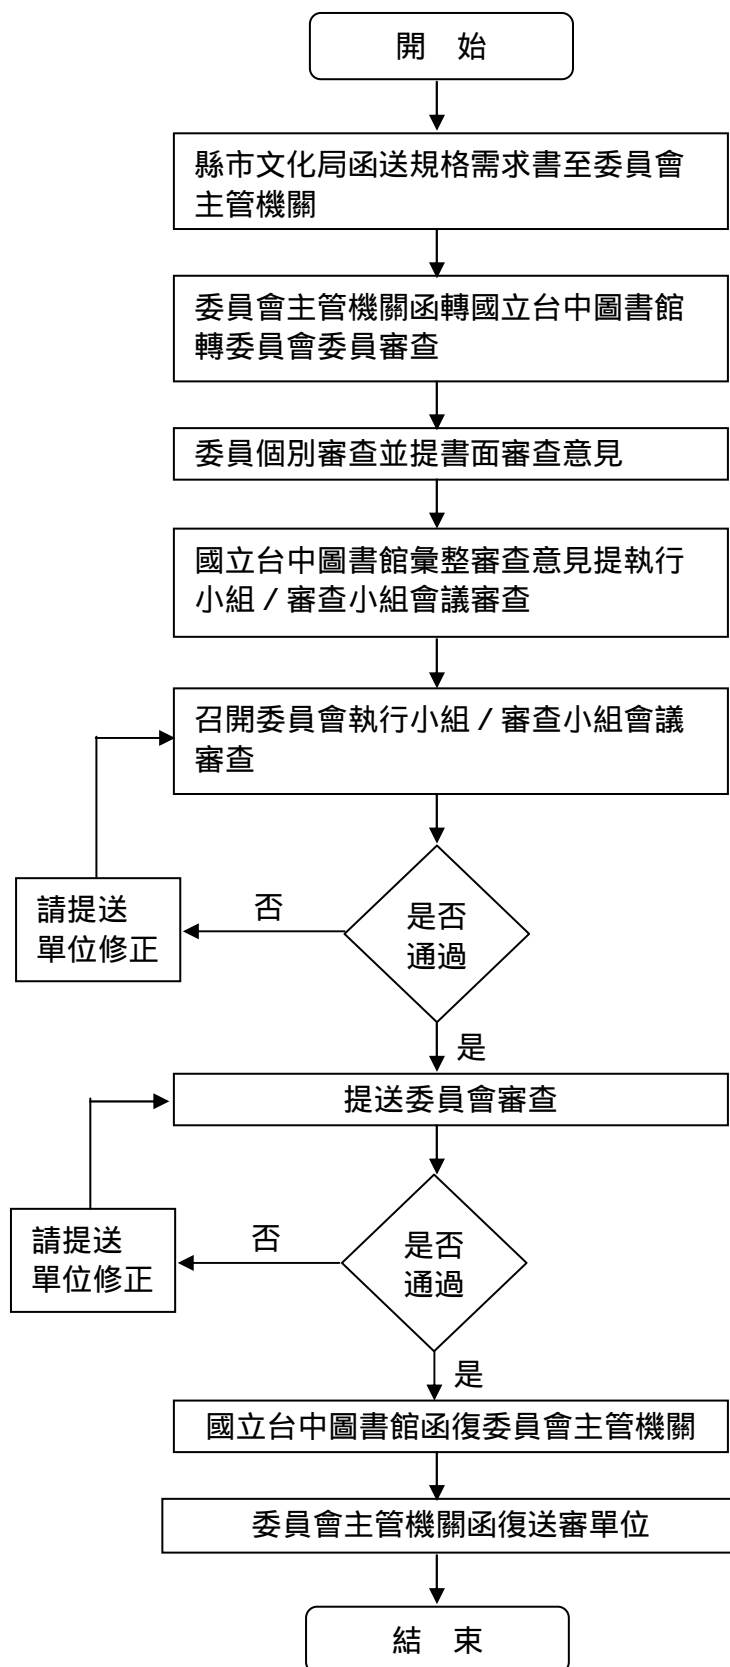 開 始
縣市文化局函送規格需求書至委員會
主管機關
委員會主管機關函轉國立台中圖書館
轉委員會委員審查
委員個別審查並提書面審查意見
國立台中圖書館彙整審查意見提執行
小組 / 審查小組會議審查
召開委員會執行小組 / 審查小組會議
審查
是否
通過
否
請提送
單位修正
是
提送委員會審查
是否
通過
否
請提送
單位修正
是
國立台中圖書館函復委員會主管機關
委員會主管機關函復送審單位
結 束